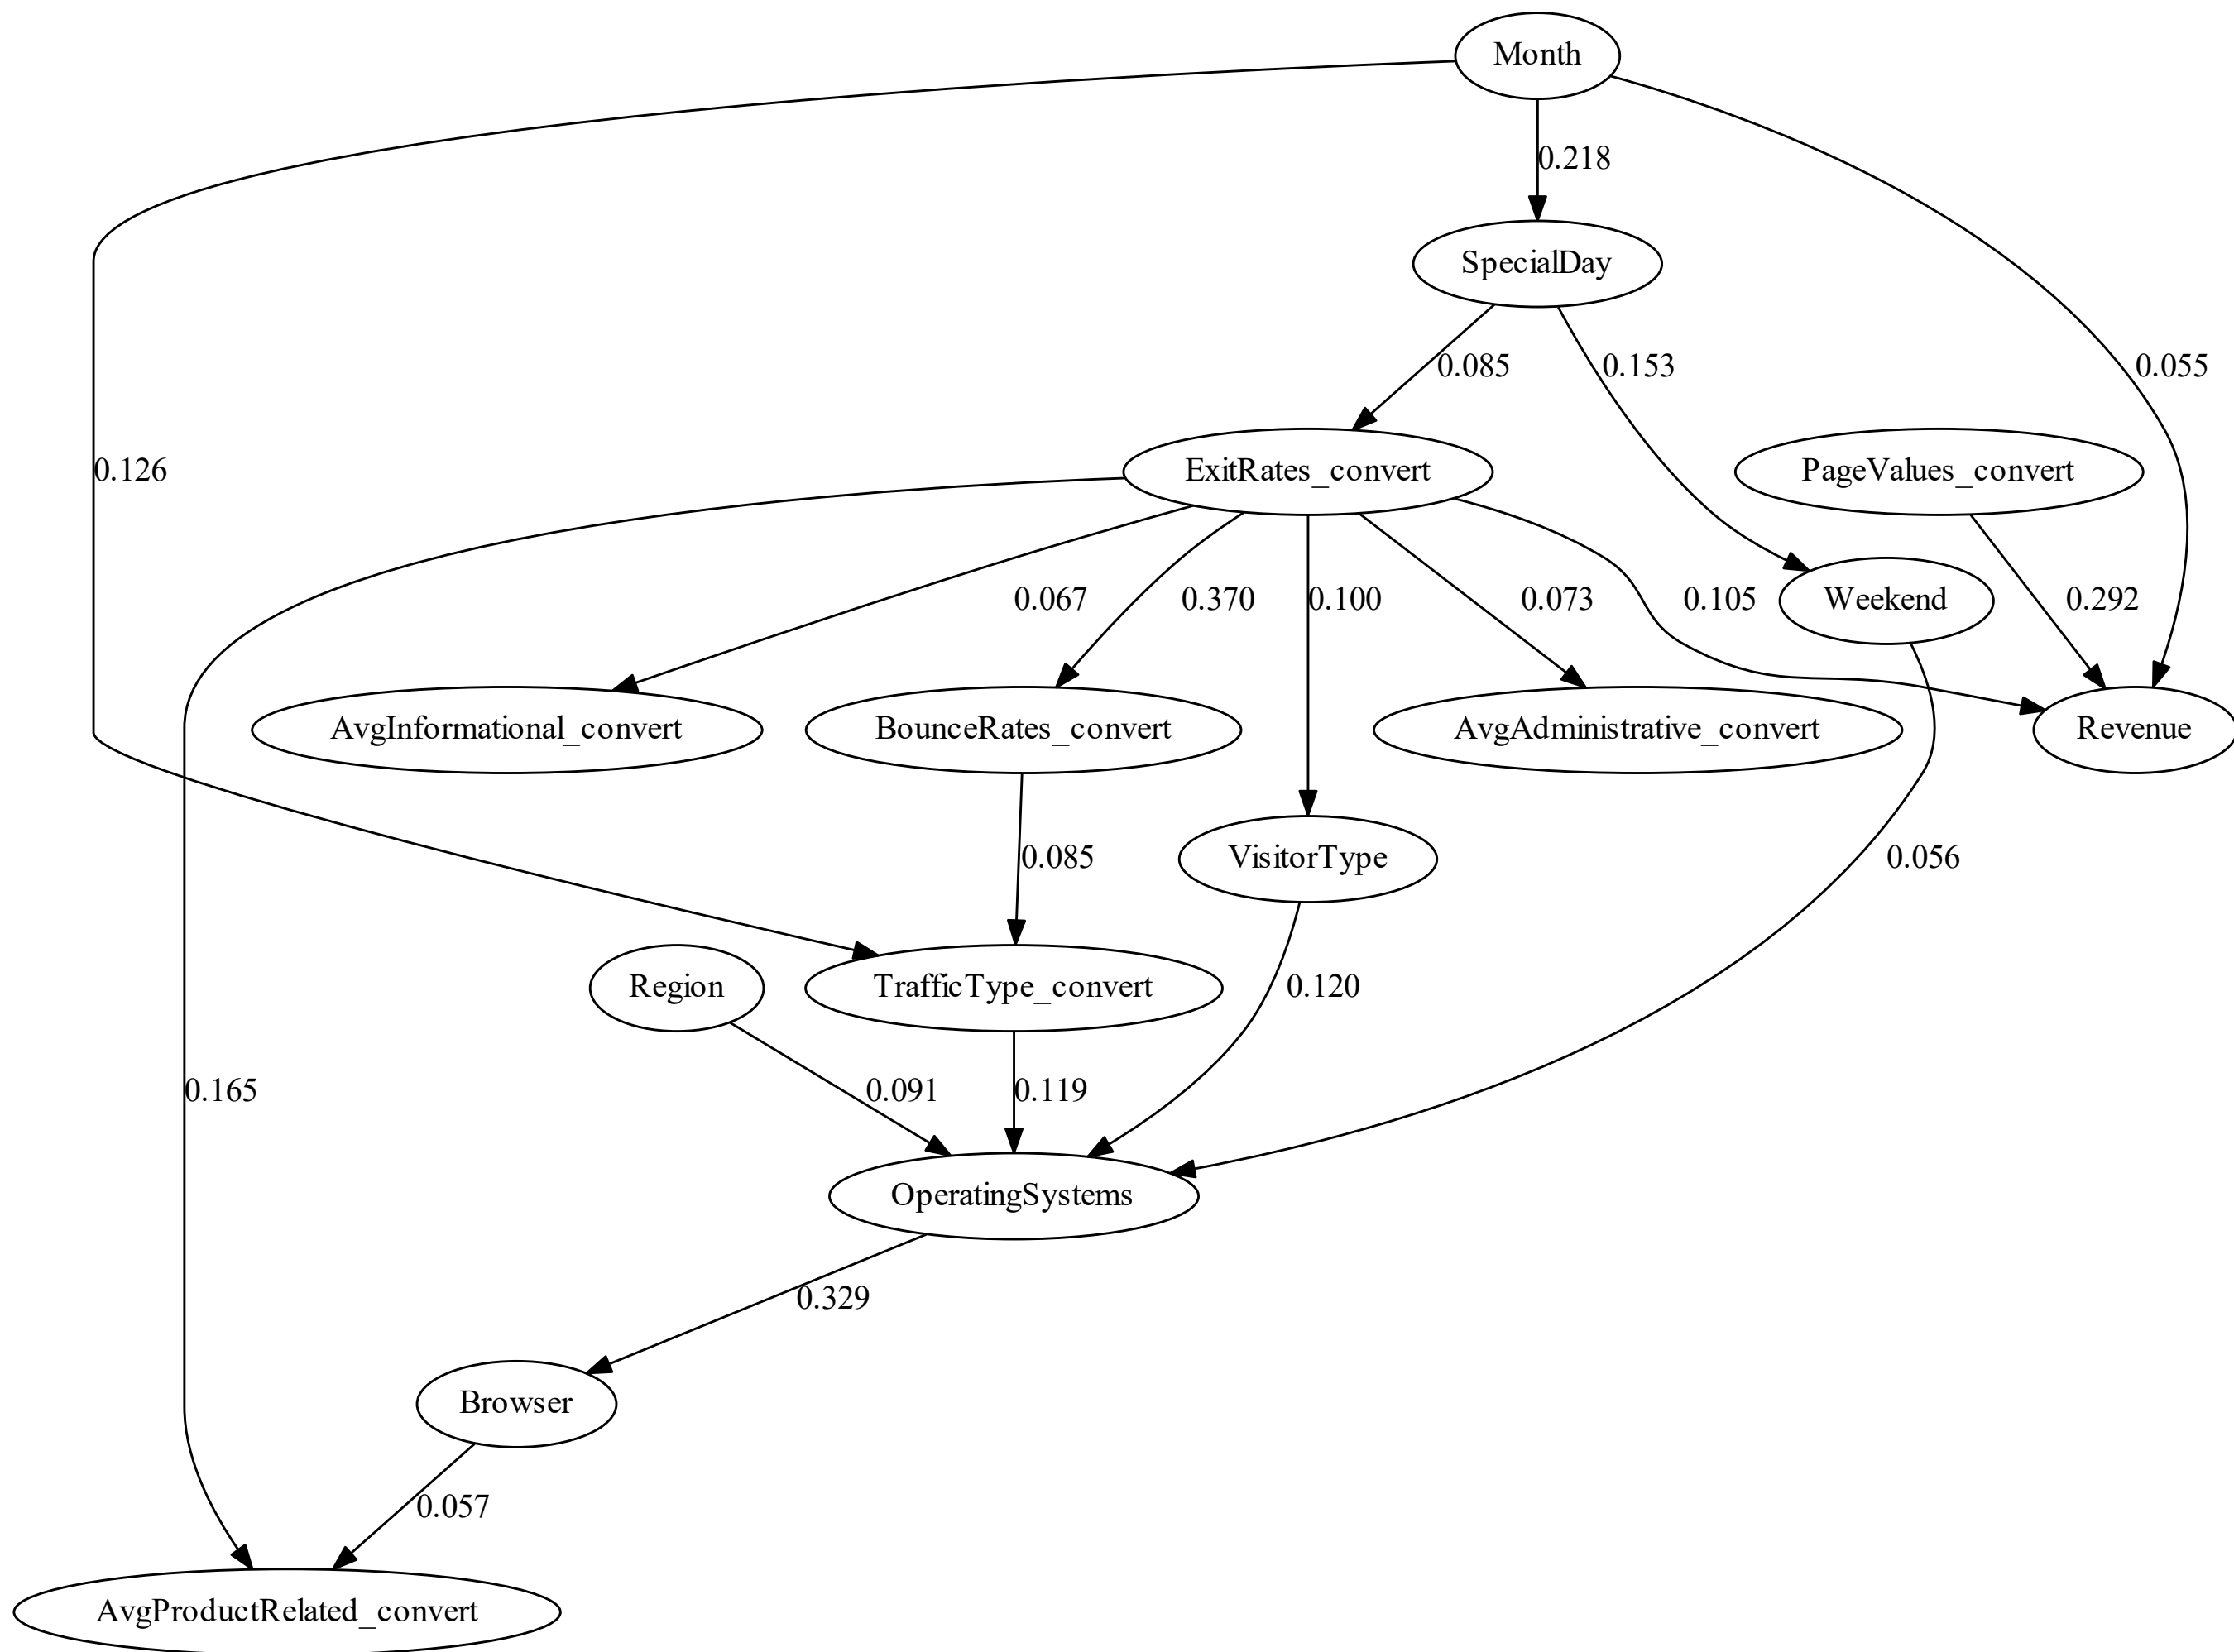 Month
0.218
SpecialDay
0.085
0.153
0.055
0.126
ExitRates_convert
PageValues_convert
0.067
0.370
0.100
0.073
0.105
Weekend
0.292
AvgInformational_convert
BounceRates_convert
AvgAdministrative_convert
Revenue
0.085
VisitorType
0.056
Region
TrafficType_convert
0.120
0.165
0.091
0.119
OperatingSystems
0.329
Browser
0.057
AvgProductRelated_convert